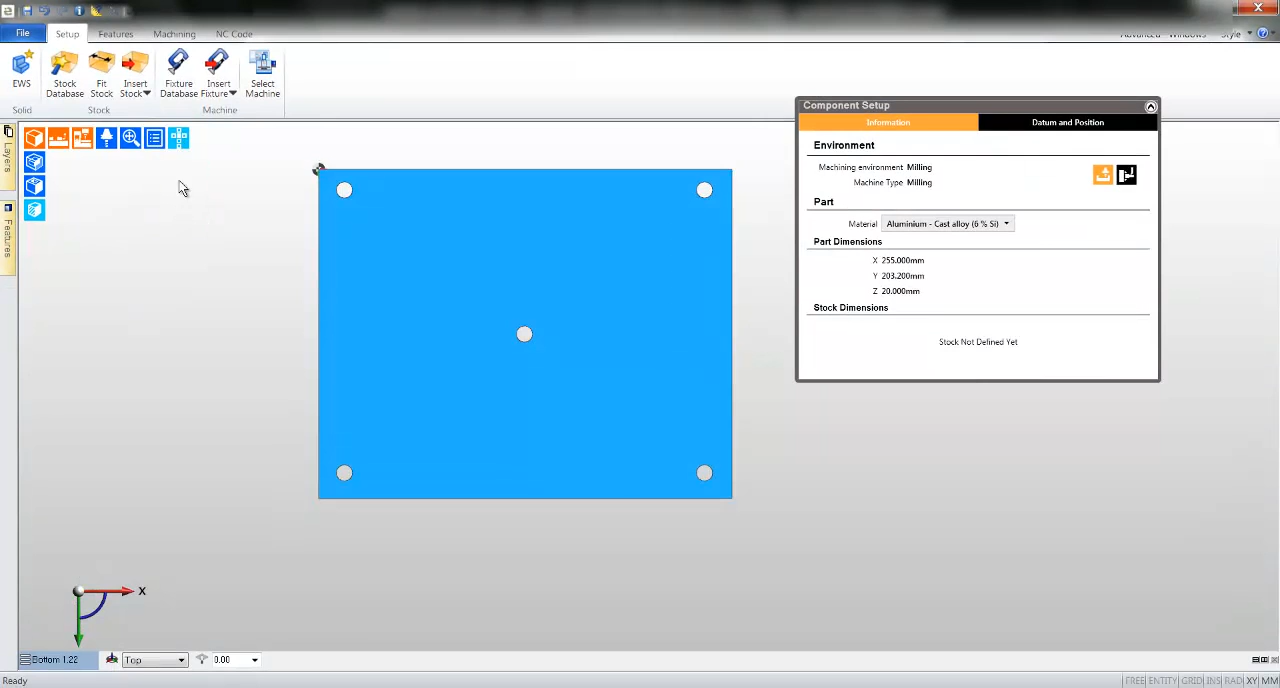 File Setup Features Machining NC Code Advanced Windows Style
EWS
Stock Database
Fit Stock
Insert Stock
Fixture Database
Insert Fixture
Select Machine
Solid Stock Machine
Layers
Features
Component Setup
Information Datum and Position
Environment
Machining environment Milling
Machine Type Milling
Part
Material Aluminium - Cast alloy (6 % Si)
Part Dimensions
X 255.000mm
Y 203.200mm
Z 20.000mm
Stock Dimensions
Stock Not Defined Yet
X
Bottom 1.22 Top 0.00
Ready FREE ENTITY GRID INS RAD XY MM